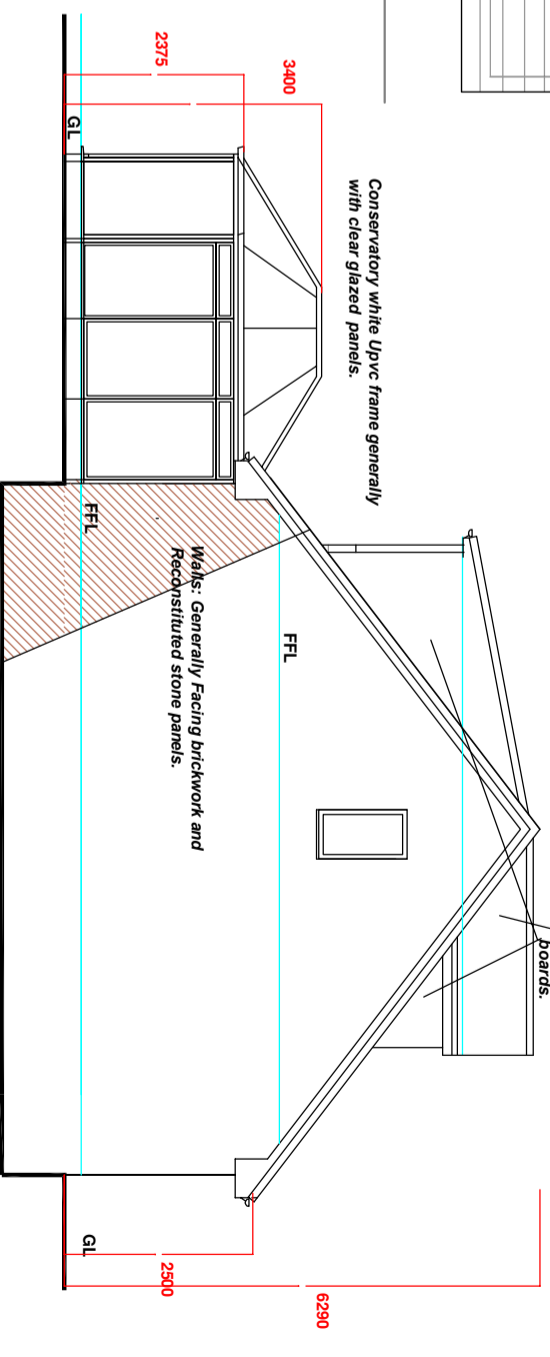 2375
3400
GL
Conservatory white Upvc frame generally
with clear glazed panels.
FFL
Walls: Generally Facing brickwork and
Reconstituted stone panels.
FFL
boards.
GL
2500
6290